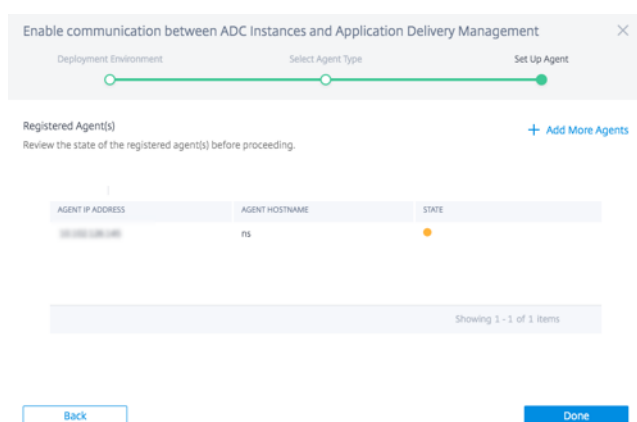 Enable communication between ADC Instances and Application Delivery Management
Deployment Environment Select Agent Type Set Up Agent
Registered Agent(s)
+ Add More Agents
Review the state of the registered agent(s) before proceeding.
AGENT IP ADDRESS AGENT HOSTNAME STATE
ns
Showing 1 - 1 of 1 items
Back Done